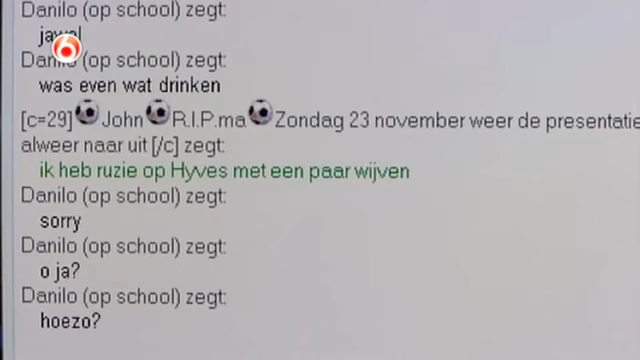 Danilo (op school) zegt:
jawel
Danilo (op school) zegt:
was even wat drinken
[c=29] John R.I.P.ma Zondag 23 november weer de presentatie
alweer naar uit [/c] zegt:
ik heb ruzie op Hyves met een paar wijven
Danilo (op school) zegt:
sorry
Danilo (op school) zegt:
o ja?
Danilo (op school) zegt:
hoezo?
6